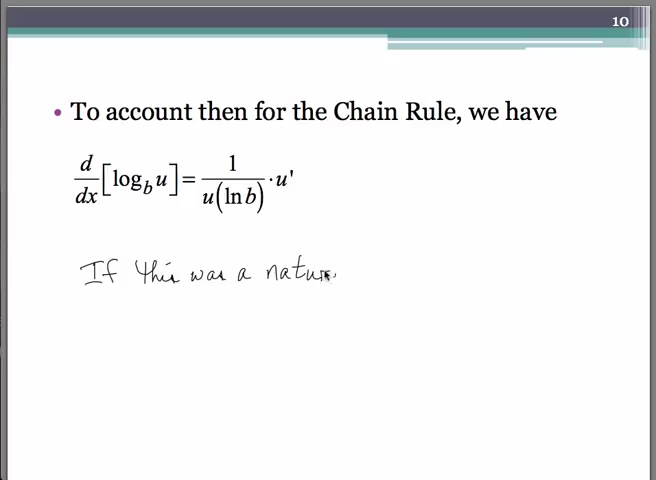 10
• To account then for the Chain Rule, we have
d/dx [log_b u] = 1/(u(ln b)) · u'
If this was a natur